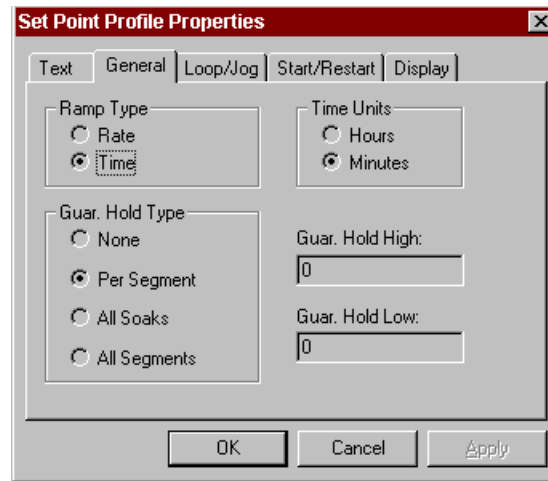 Set Point Profile Properties
Text General Loop/Jog Start/Restart Display
Ramp Type
Rate
Time
Time Units
Hours
Minutes
Guar. Hold Type
None
Per Segment
All Soaks
All Segments
Guar. Hold High:
0
Guar. Hold Low:
0
OK Cancel Apply